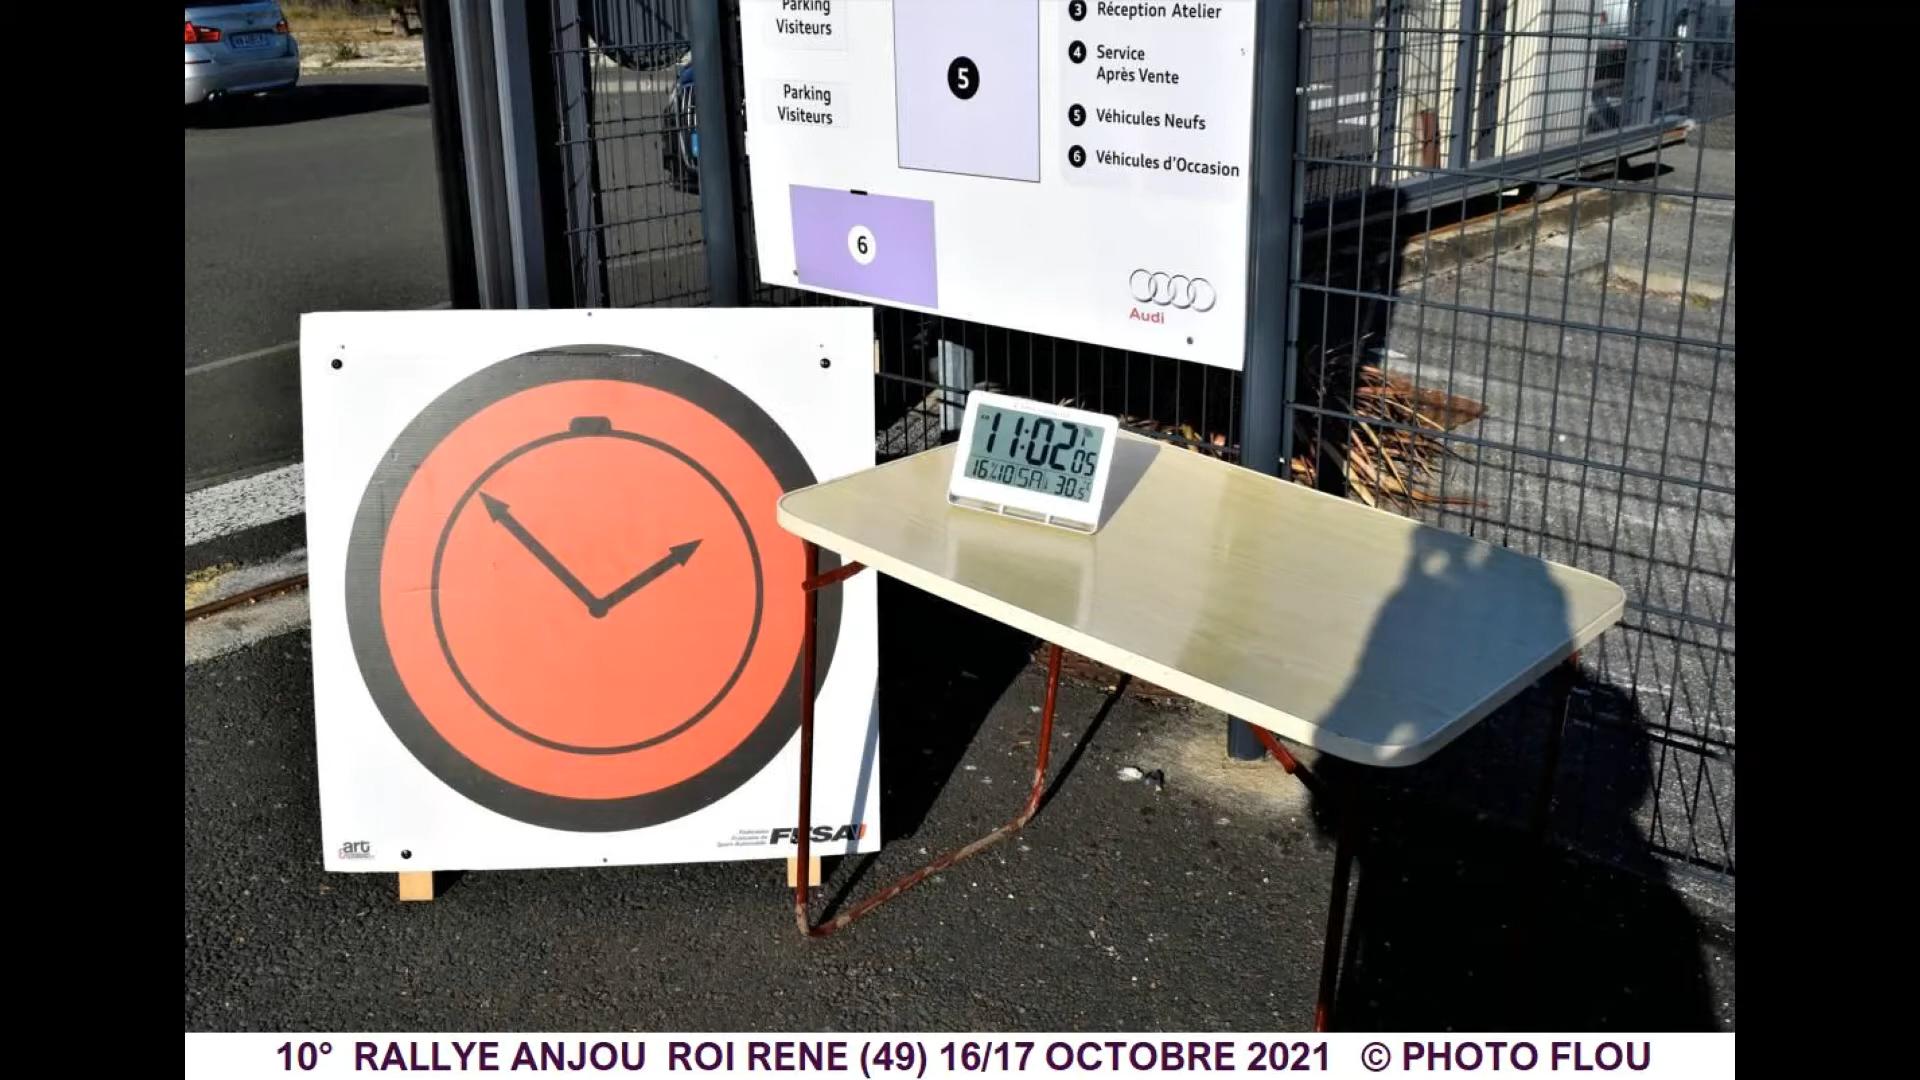 Parking
Visiteurs
Parking
Visiteurs
5
6
3 Réception Atelier
4 Service
Après Vente
5 Véhicules Neufs
6 Véhicules d'Occasion
Audi
11:02 05
16 10 SA 30.5
art
FFSA
10° RALLYE ANJOU ROI RENE (49) 16/17 OCTOBRE 2021 © PHOTO FLOU